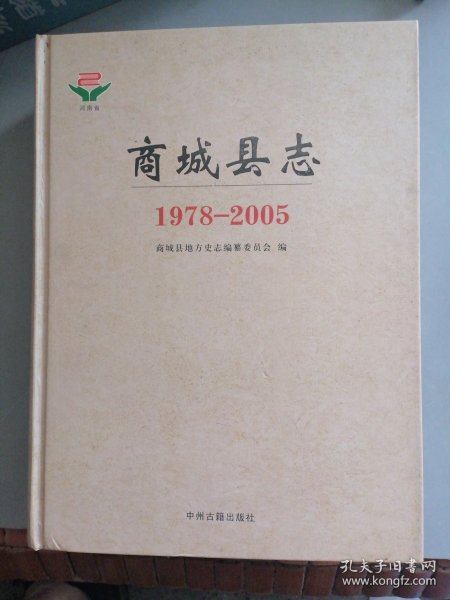 河南省
商城县志
1978-2005
商城县地方史志编纂委员会 编
中州古籍出版社
孔夫子旧书网
www.kongfz.com